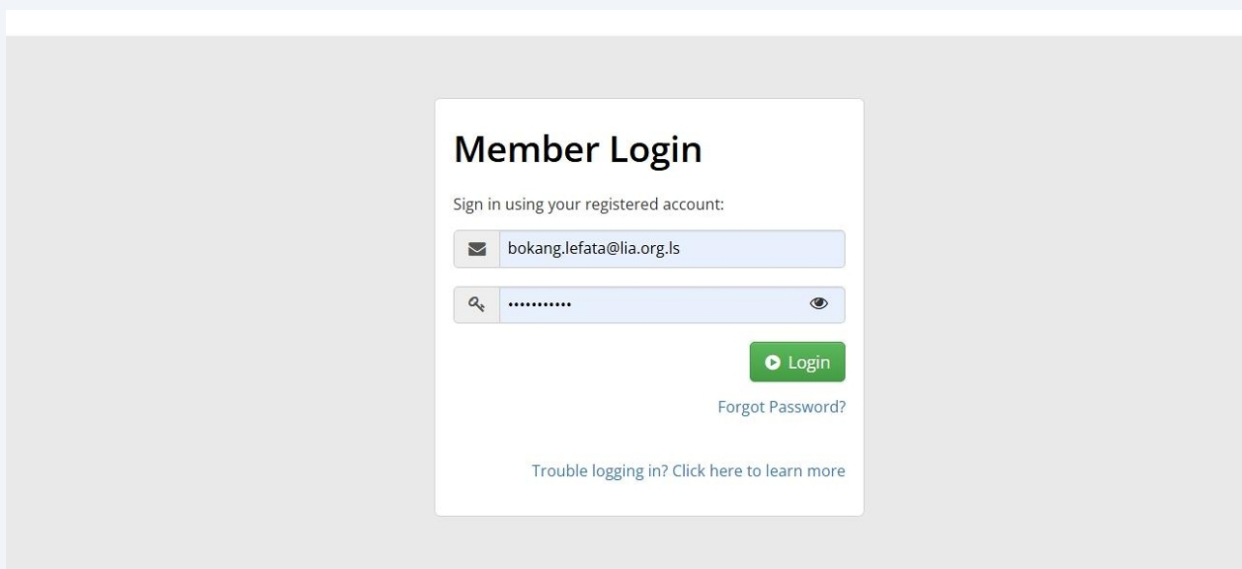 Member Login
Sign in using your registered account:
bokang.lefata@lia.org.ls
•••••••••••
Login
Forgot Password?
Trouble logging in? Click here to learn more